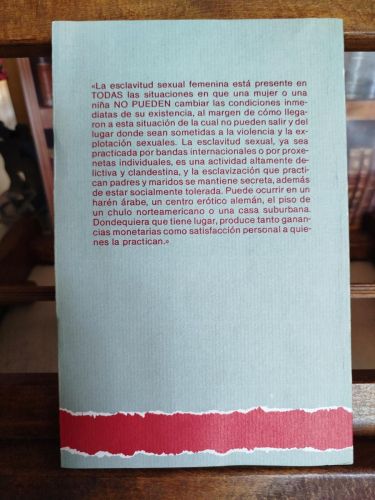 «La esclavitud sexual femenina está presente en
TODAS las situaciones en que una mujer o una
niña NO PUEDEN cambiar las condiciones inme-
diatas de su existencia, al margen de cómo llega-
ron a esta situación de la cual no pueden salir y del
lugar donde sean sometidas a la violencia y la ex-
plotación sexuales. La esclavitud sexual, ya sea
practicada por bandas internacionales o por proxe-
netas individuales, es una actividad altamente de-
lictiva y clandestina, y la esclavización que practi-
can padres y maridos se mantiene secreta, además
de estar socialmente tolerada. Puede ocurrir en un
harén árabe, un centro erótico alemán, el piso de
un chulo norteamericano o una casa suburbana.
Dondequiera que tiene lugar, produce tanto ganan-
cias monetarias como satisfacción personal a quie-
nes la practican.»